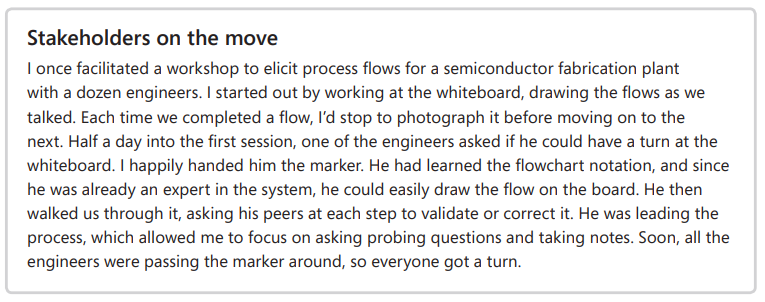 Stakeholders on the move
I once facilitated a workshop to elicit process flows for a semiconductor fabrication plant
with a dozen engineers. I started out by working at the whiteboard, drawing the flows as we
talked. Each time we completed a flow, I’d stop to photograph it before moving on to the
next. Half a day into the first session, one of the engineers asked if he could have a turn at the
whiteboard. I happily handed him the marker. He had learned the flowchart notation, and since
he was already an expert in the system, he could easily draw the flow on the board. He then
walked us through it, asking his peers at each step to validate or correct it. He was leading the
process, which allowed me to focus on asking probing questions and taking notes. Soon, all the
engineers were passing the marker around, so everyone got a turn.